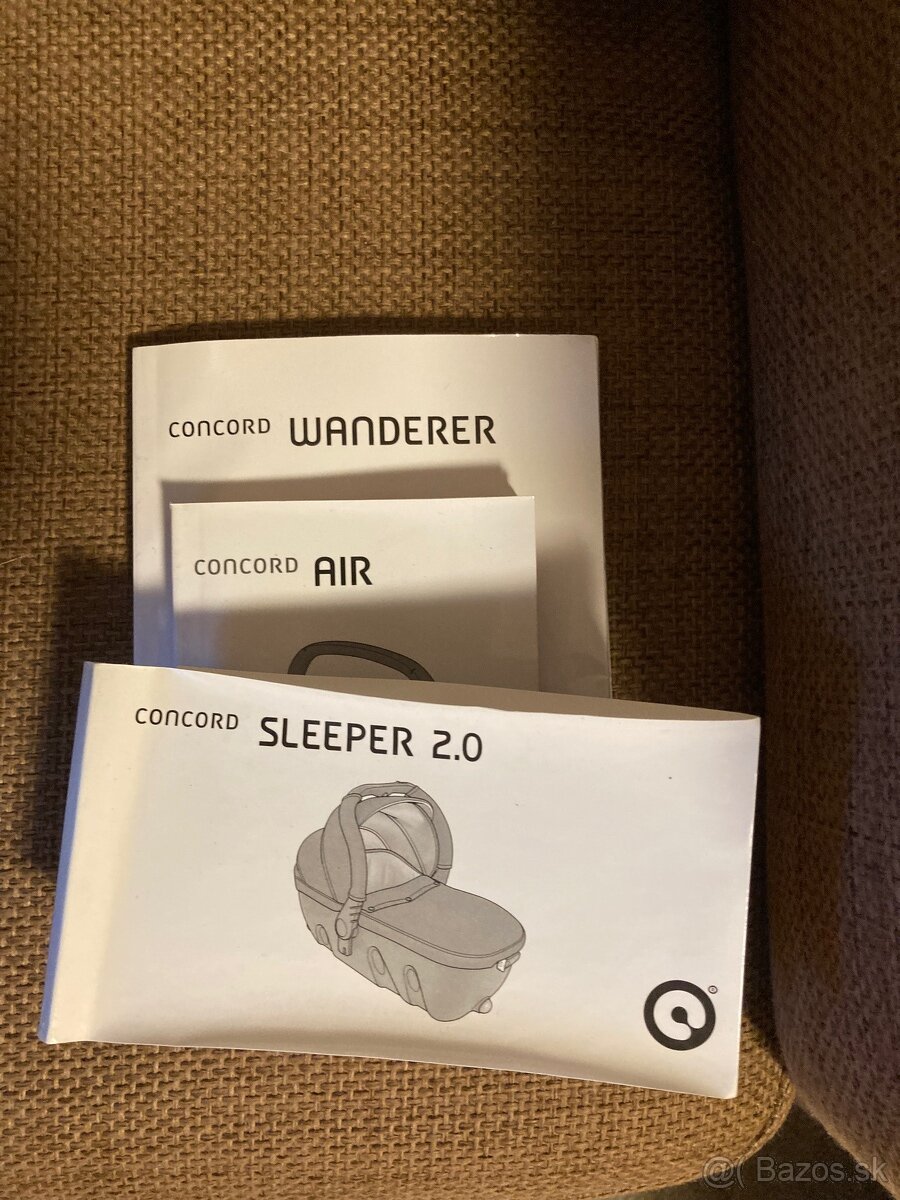 CONCORD WANDERER
CONCORD AIR
CONCORD SLEEPER 2.0
®
@( Bazos.sk